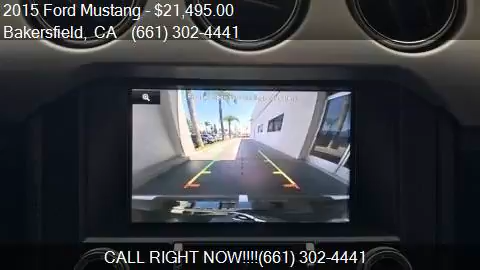 2015 Ford Mustang - $21,495.00
Bakersfield, CA (661) 302-4441
CALL RIGHT NOW!!!!(661) 302-4441